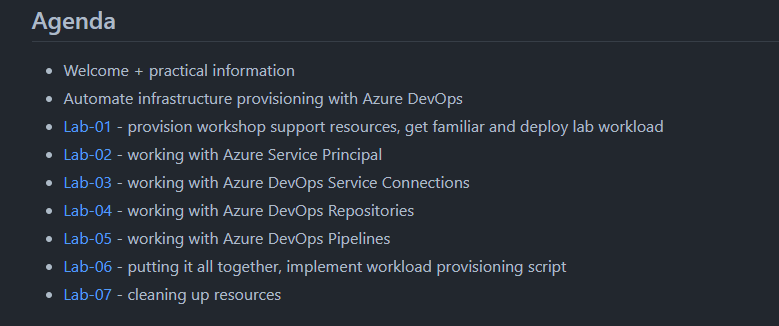 Agenda
Welcome + practical information
Automate infrastructure provisioning with Azure DevOps
Lab-01 - provision workshop support resources, get familiar and deploy lab workload
Lab-02 - working with Azure Service Principal
Lab-03 - working with Azure DevOps Service Connections
Lab-04 - working with Azure DevOps Repositories
Lab-05 - working with Azure DevOps Pipelines
Lab-06 - putting it all together, implement workload provisioning script
Lab-07 - cleaning up resources